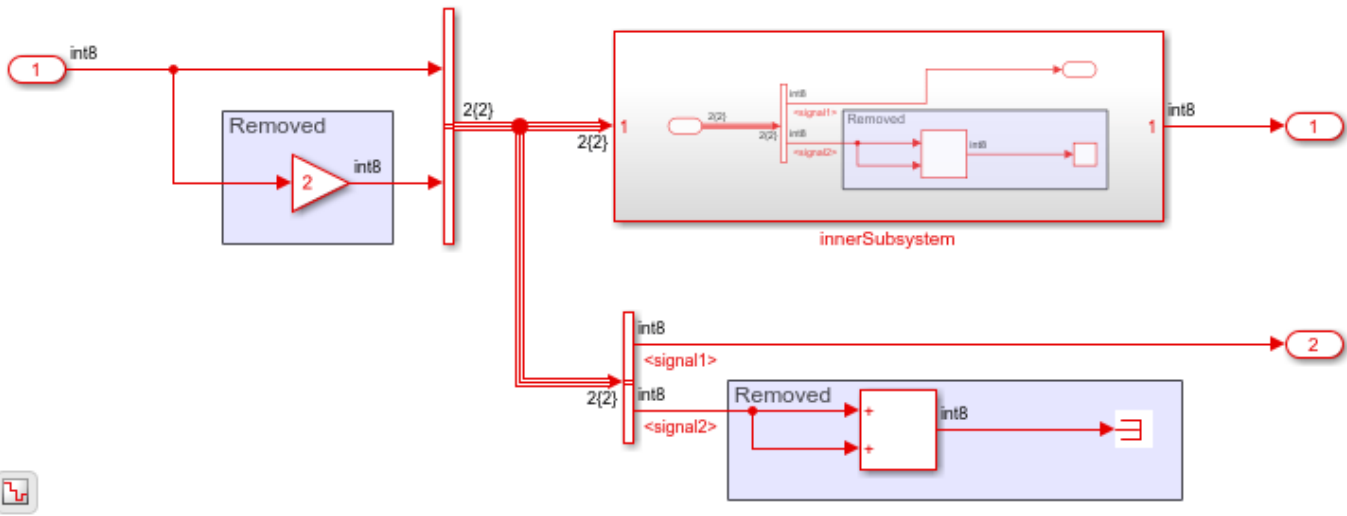 int8
1
Removed
2
int8
2{2}
2{2}
1
2{2}
2{2}
int8
<signal1>
int8
<signal2>
Removed
+
+
int8
1
int8
1
innerSubsystem
2{2}
int8
<signal1>
2
int8
<signal2>
Removed
+
+
int8